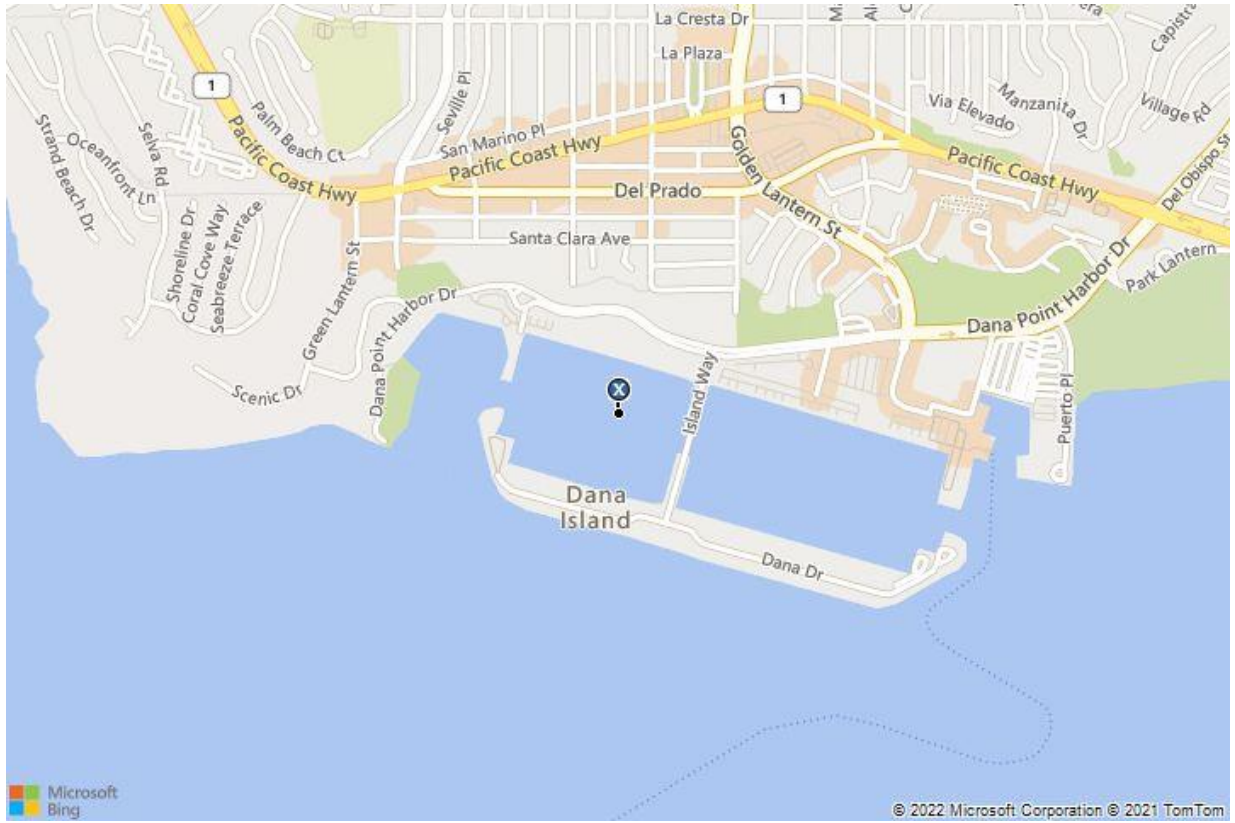 La Cresta Dr
La Plaza
Capistra
1
1
Palm Beach Ct
Seville Pl
San Marino Pl
Pacific Coast Hwy
Pacific Coast Hwy
Pacific Coast Hwy
Via Elevado
Manzanita Dr
Village Rd
Strand Beach Dr
Oceanfront Ln
Selva Rd
Golden Lantern St
Del Prado
Del Obispo St
Shoreline Dr
Coral Cove Way
Seabreeze Terrace
Green Lantern St
Santa Clara Ave
Park Lantern
Dana Point Harbor Dr
Dana Point Harbor Dr
Scenic Dr
X
Island Way
Puerto Pl
Dana
Island
Dana Dr
Microsoft
Bing
© 2022 Microsoft Corporation © 2021 TomTom